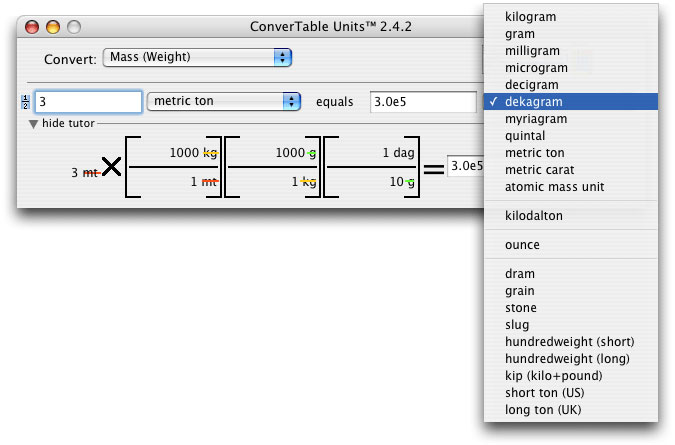 ConverTable Units™ 2.4.2
Convert: Mass (Weight)
1/2 3 metric ton equals 3.0e5
hide tutor
3 mt × [1000 kg / 1 mt] [1000 g / 1 kg] [1 dag / 10 g] = 3.0e5
kilogram
gram
milligram
microgram
decigram
✓ dekagram
myriagram
quintal
metric ton
metric carat
atomic mass unit
kilodalton
ounce
dram
grain
stone
slug
hundredweight (short)
hundredweight (long)
kip (kilo+pound)
short ton (US)
long ton (UK)